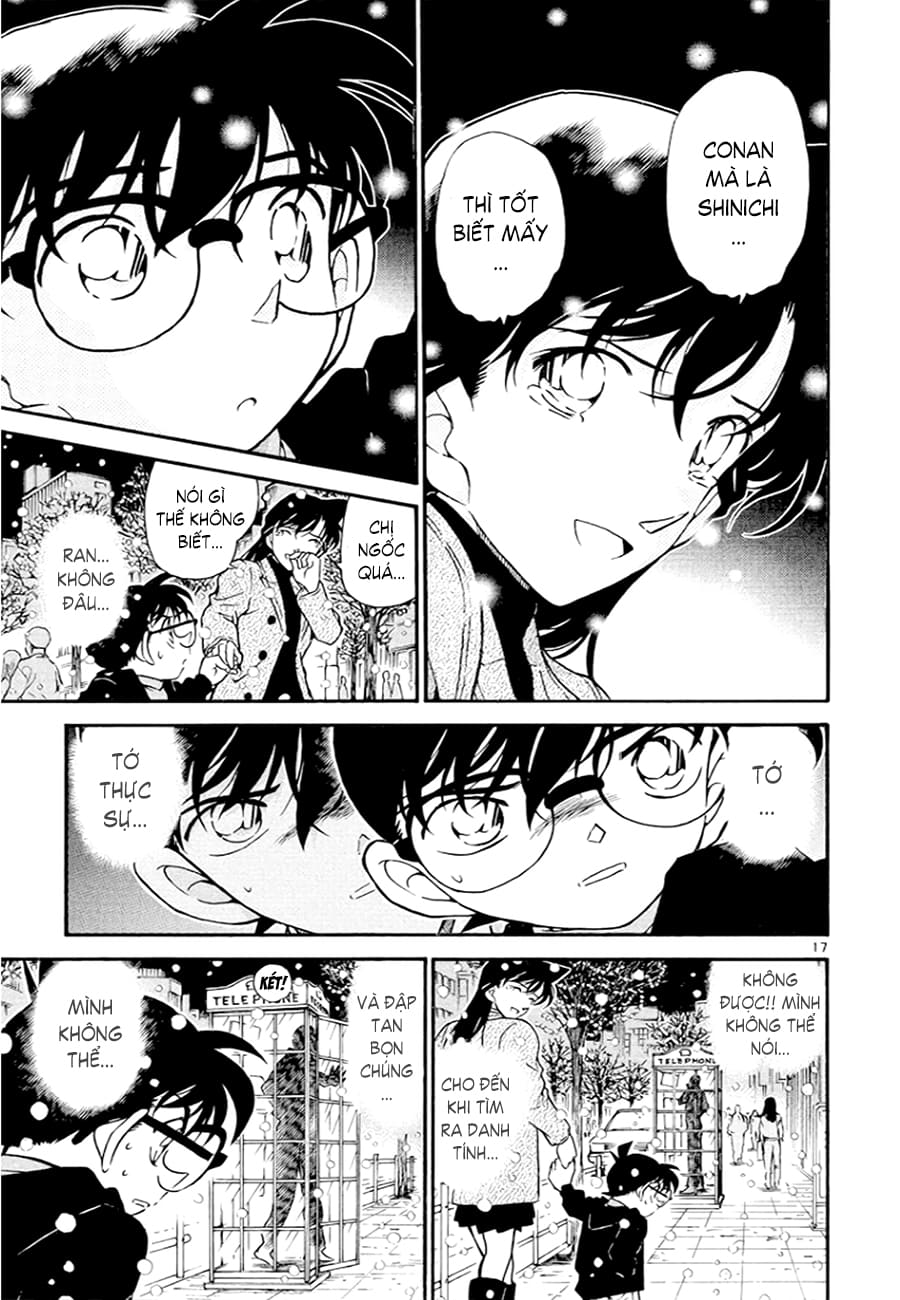 CONAN
MÀ LÀ
SHINICHI
...
THÌ TỐT
BIẾT MẤY
...
CHỊ
NGỐC
QUÁ...
NÓI GÌ
THẾ KHÔNG
BIẾT...
RAN...
KHÔNG
ĐÂU...
TỚ
...
TỚ
THỰC
SỰ...
17
KHÔNG
ĐƯỢC!! MÌNH
KHÔNG THỂ
NÓI...
TELEPHONE
CHO ĐẾN
KHI TÌM
RA DANH
TÍNH...
VÀ ĐẬP
TAN
BỌN
CHÚNG
...
KÉT!
TELEPHONE
MÌNH
KHÔNG
THỂ...